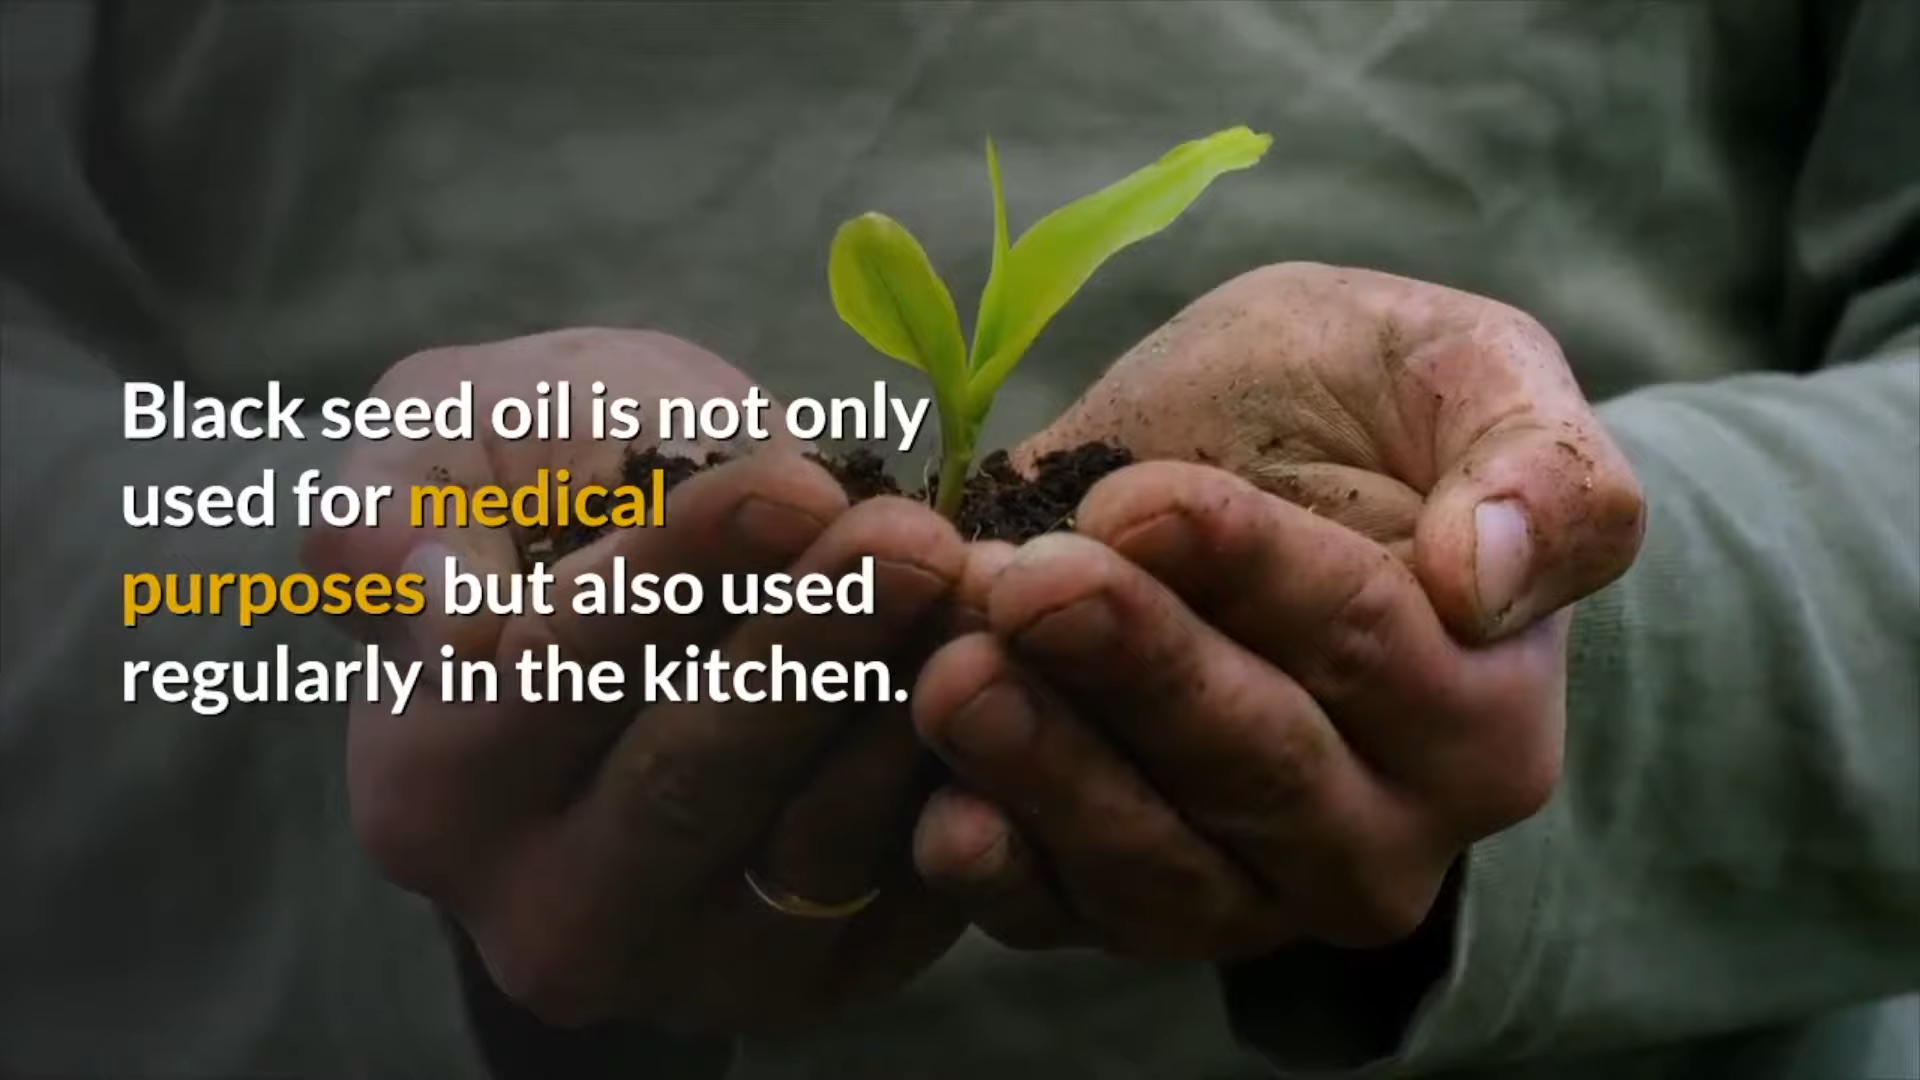 Black seed oil is not only
used for medical
purposes but also used
regularly in the kitchen.